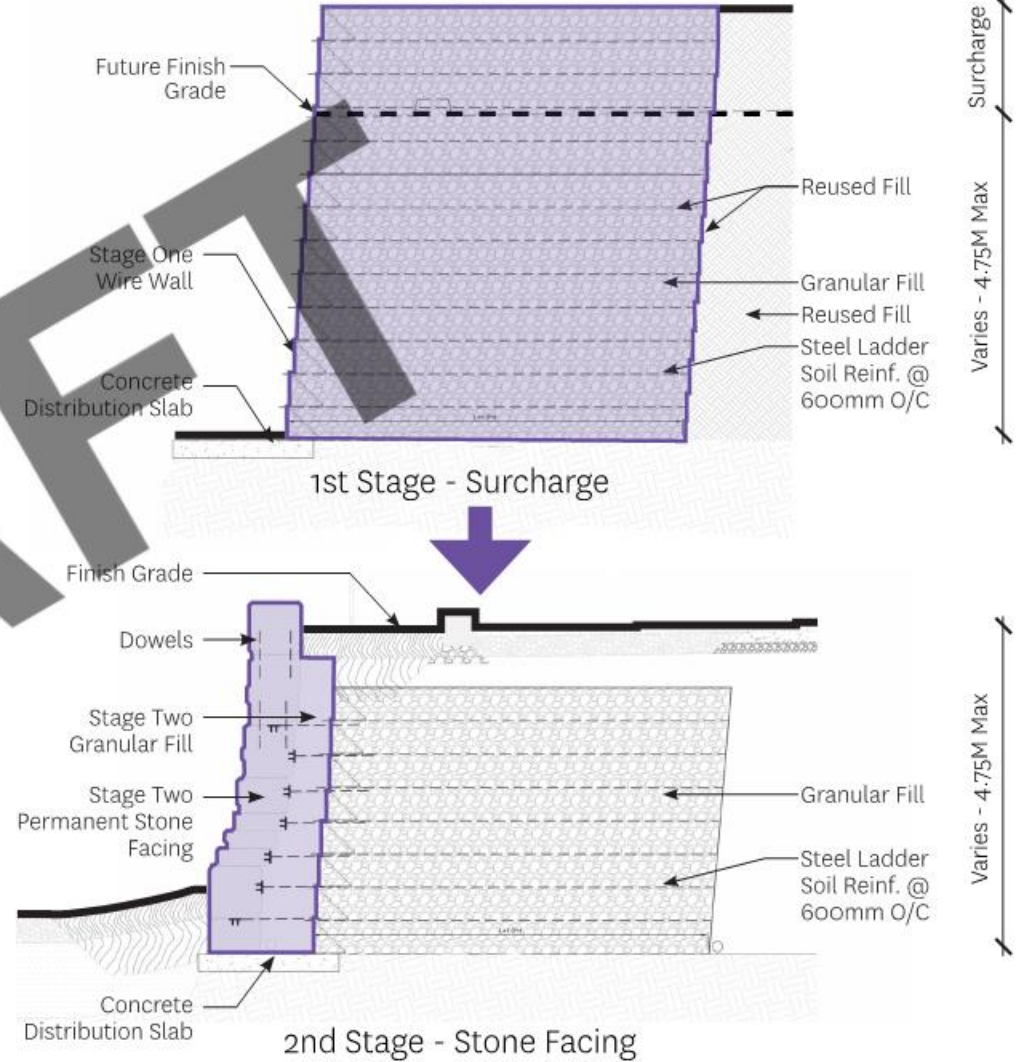 Surcharge
Future Finish
Grade
Reused Fill
Varies - 4.75M Max
Stage One
Wire Wall
Granular Fill
Reused Fill
Steel Ladder
Soil Reinf. @
600mm O/C
Concrete
Distribution Slab
1st Stage - Surcharge
Finish Grade
Dowels
Stage Two
Granular Fill
Stage Two
Permanent Stone
Facing
Granular Fill
Varies - 4.75M Max
Steel Ladder
Soil Reinf. @
600mm O/C
Concrete
Distribution Slab
2nd Stage - Stone Facing